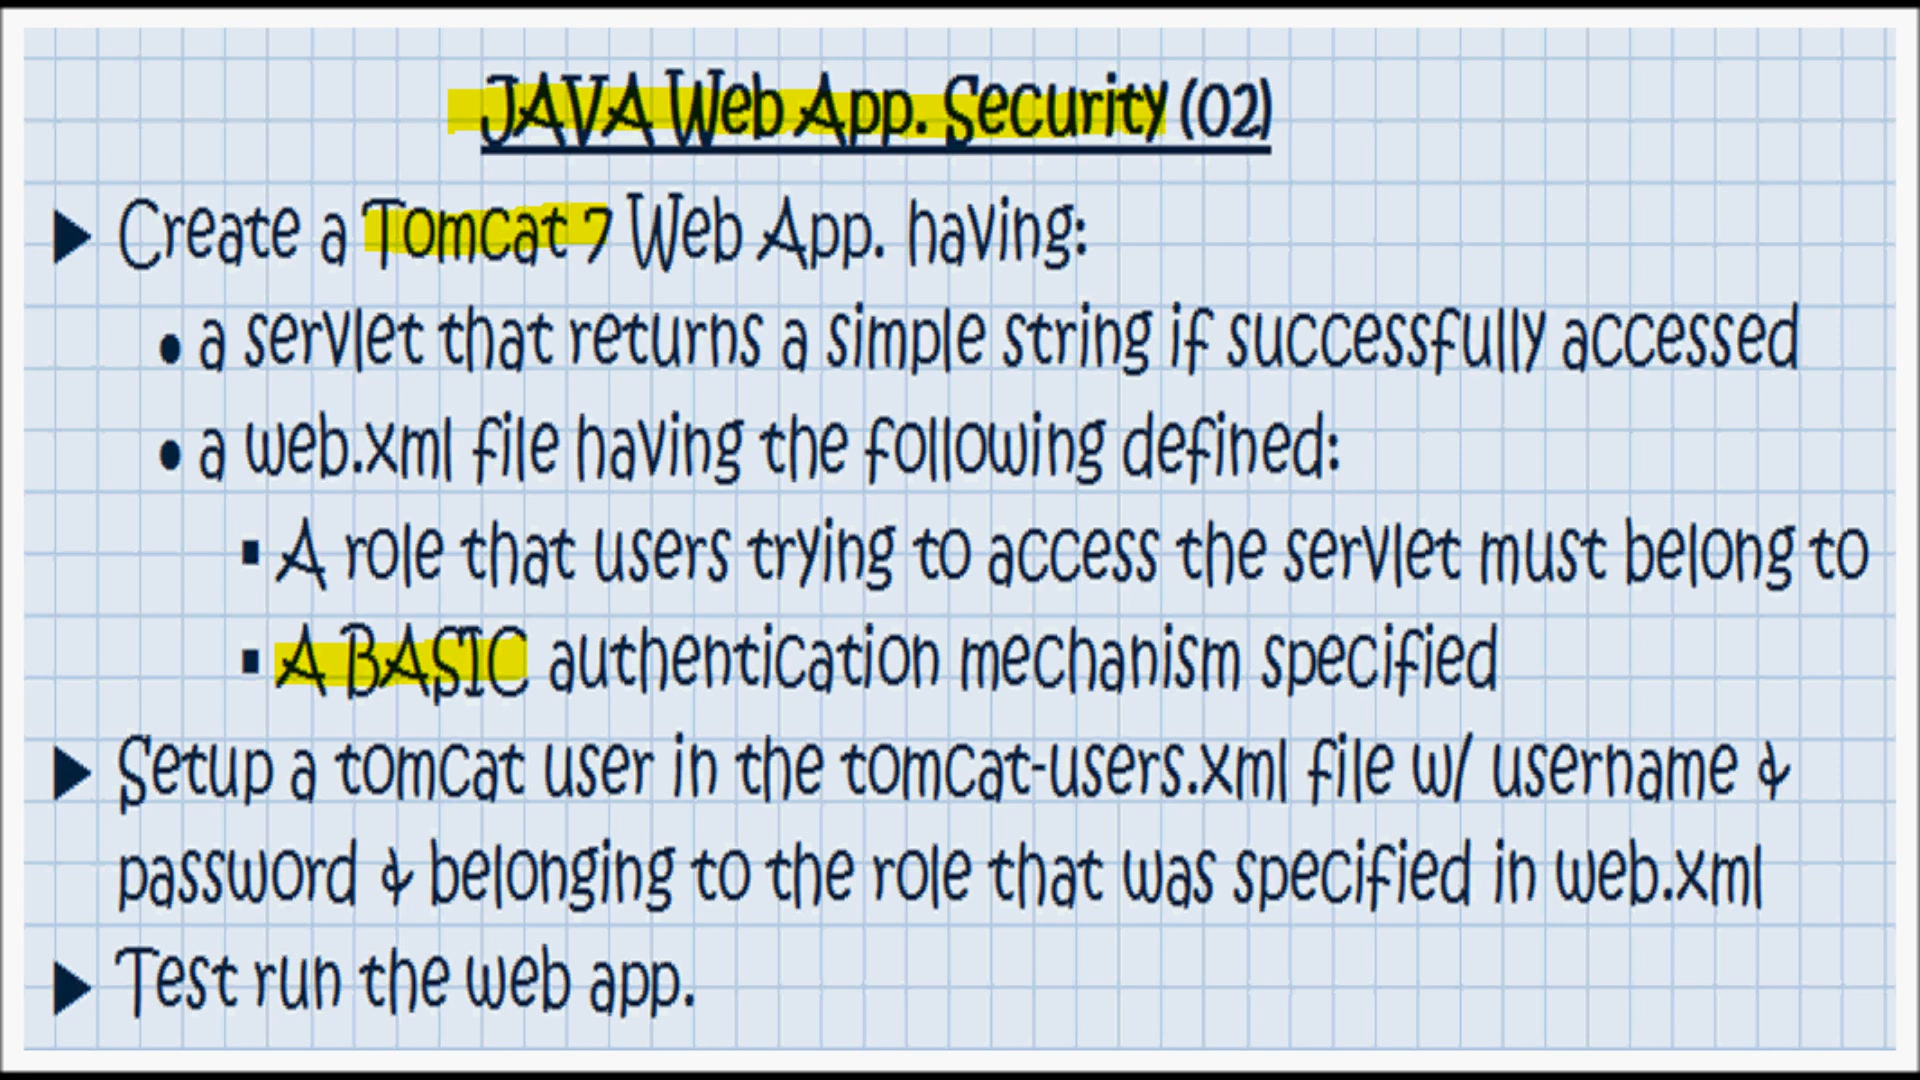 JAVA Web App. Security (02)
▶ Create a Tomcat 7 Web App. having:
• a servlet that returns a simple string if successfully accessed
• a web.xml file having the following defined:
▪ A role that users trying to access the servlet must belong to
▪ A BASIC authentication mechanism specified
▶ Setup a tomcat user in the tomcat-users.xml file w/ username &
password & belonging to the role that was specified in web.xml
▶ Test run the web app.